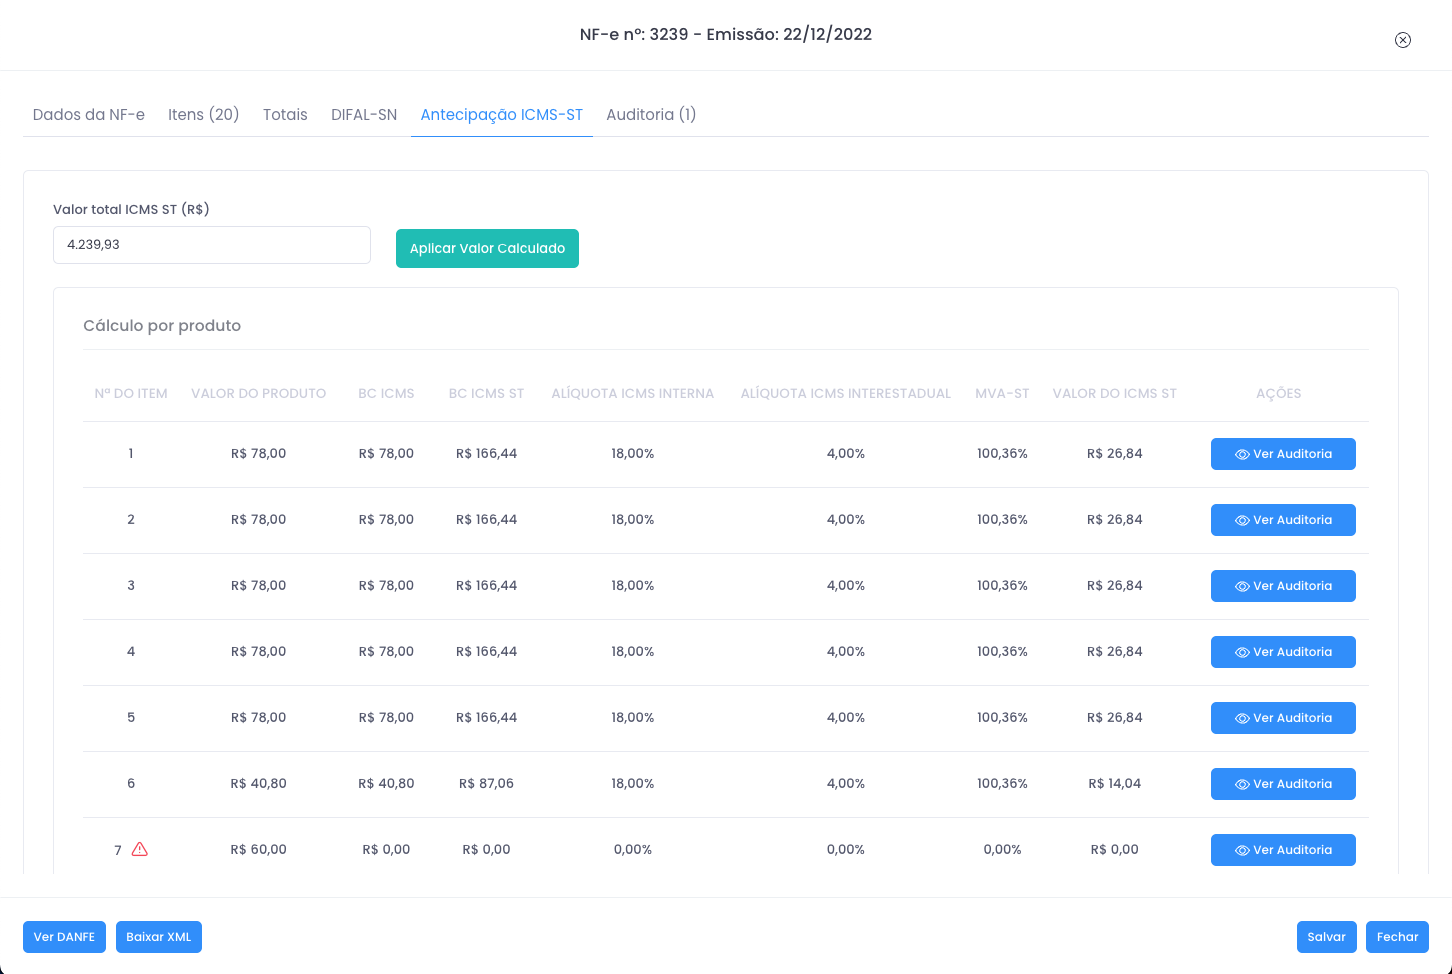 NF-e nº: 3239 - Emissão: 22/12/2022
Dados da NF-e Itens (20) Totais DIFAL-SN Antecipação ICMS-ST Auditoria (1)
Valor total ICMS ST (R$)
4.239,93 Aplicar Valor Calculado
Cálculo por produto
Nª DO ITEM VALOR DO PRODUTO BC ICMS BC ICMS ST ALÍQUOTA ICMS INTERNA ALÍQUOTA ICMS INTERESTADUAL MVA-ST VALOR DO ICMS ST AÇÕES
1 R$ 78,00 R$ 78,00 R$ 166,44 18,00% 4,00% 100,36% R$ 26,84 Ver Auditoria
2 R$ 78,00 R$ 78,00 R$ 166,44 18,00% 4,00% 100,36% R$ 26,84 Ver Auditoria
3 R$ 78,00 R$ 78,00 R$ 166,44 18,00% 4,00% 100,36% R$ 26,84 Ver Auditoria
4 R$ 78,00 R$ 78,00 R$ 166,44 18,00% 4,00% 100,36% R$ 26,84 Ver Auditoria
5 R$ 78,00 R$ 78,00 R$ 166,44 18,00% 4,00% 100,36% R$ 26,84 Ver Auditoria
6 R$ 40,80 R$ 40,80 R$ 87,06 18,00% 4,00% 100,36% R$ 14,04 Ver Auditoria
7 R$ 60,00 R$ 0,00 R$ 0,00 0,00% 0,00% 0,00% R$ 0,00 Ver Auditoria
Ver DANFE Baixar XML Salvar Fechar